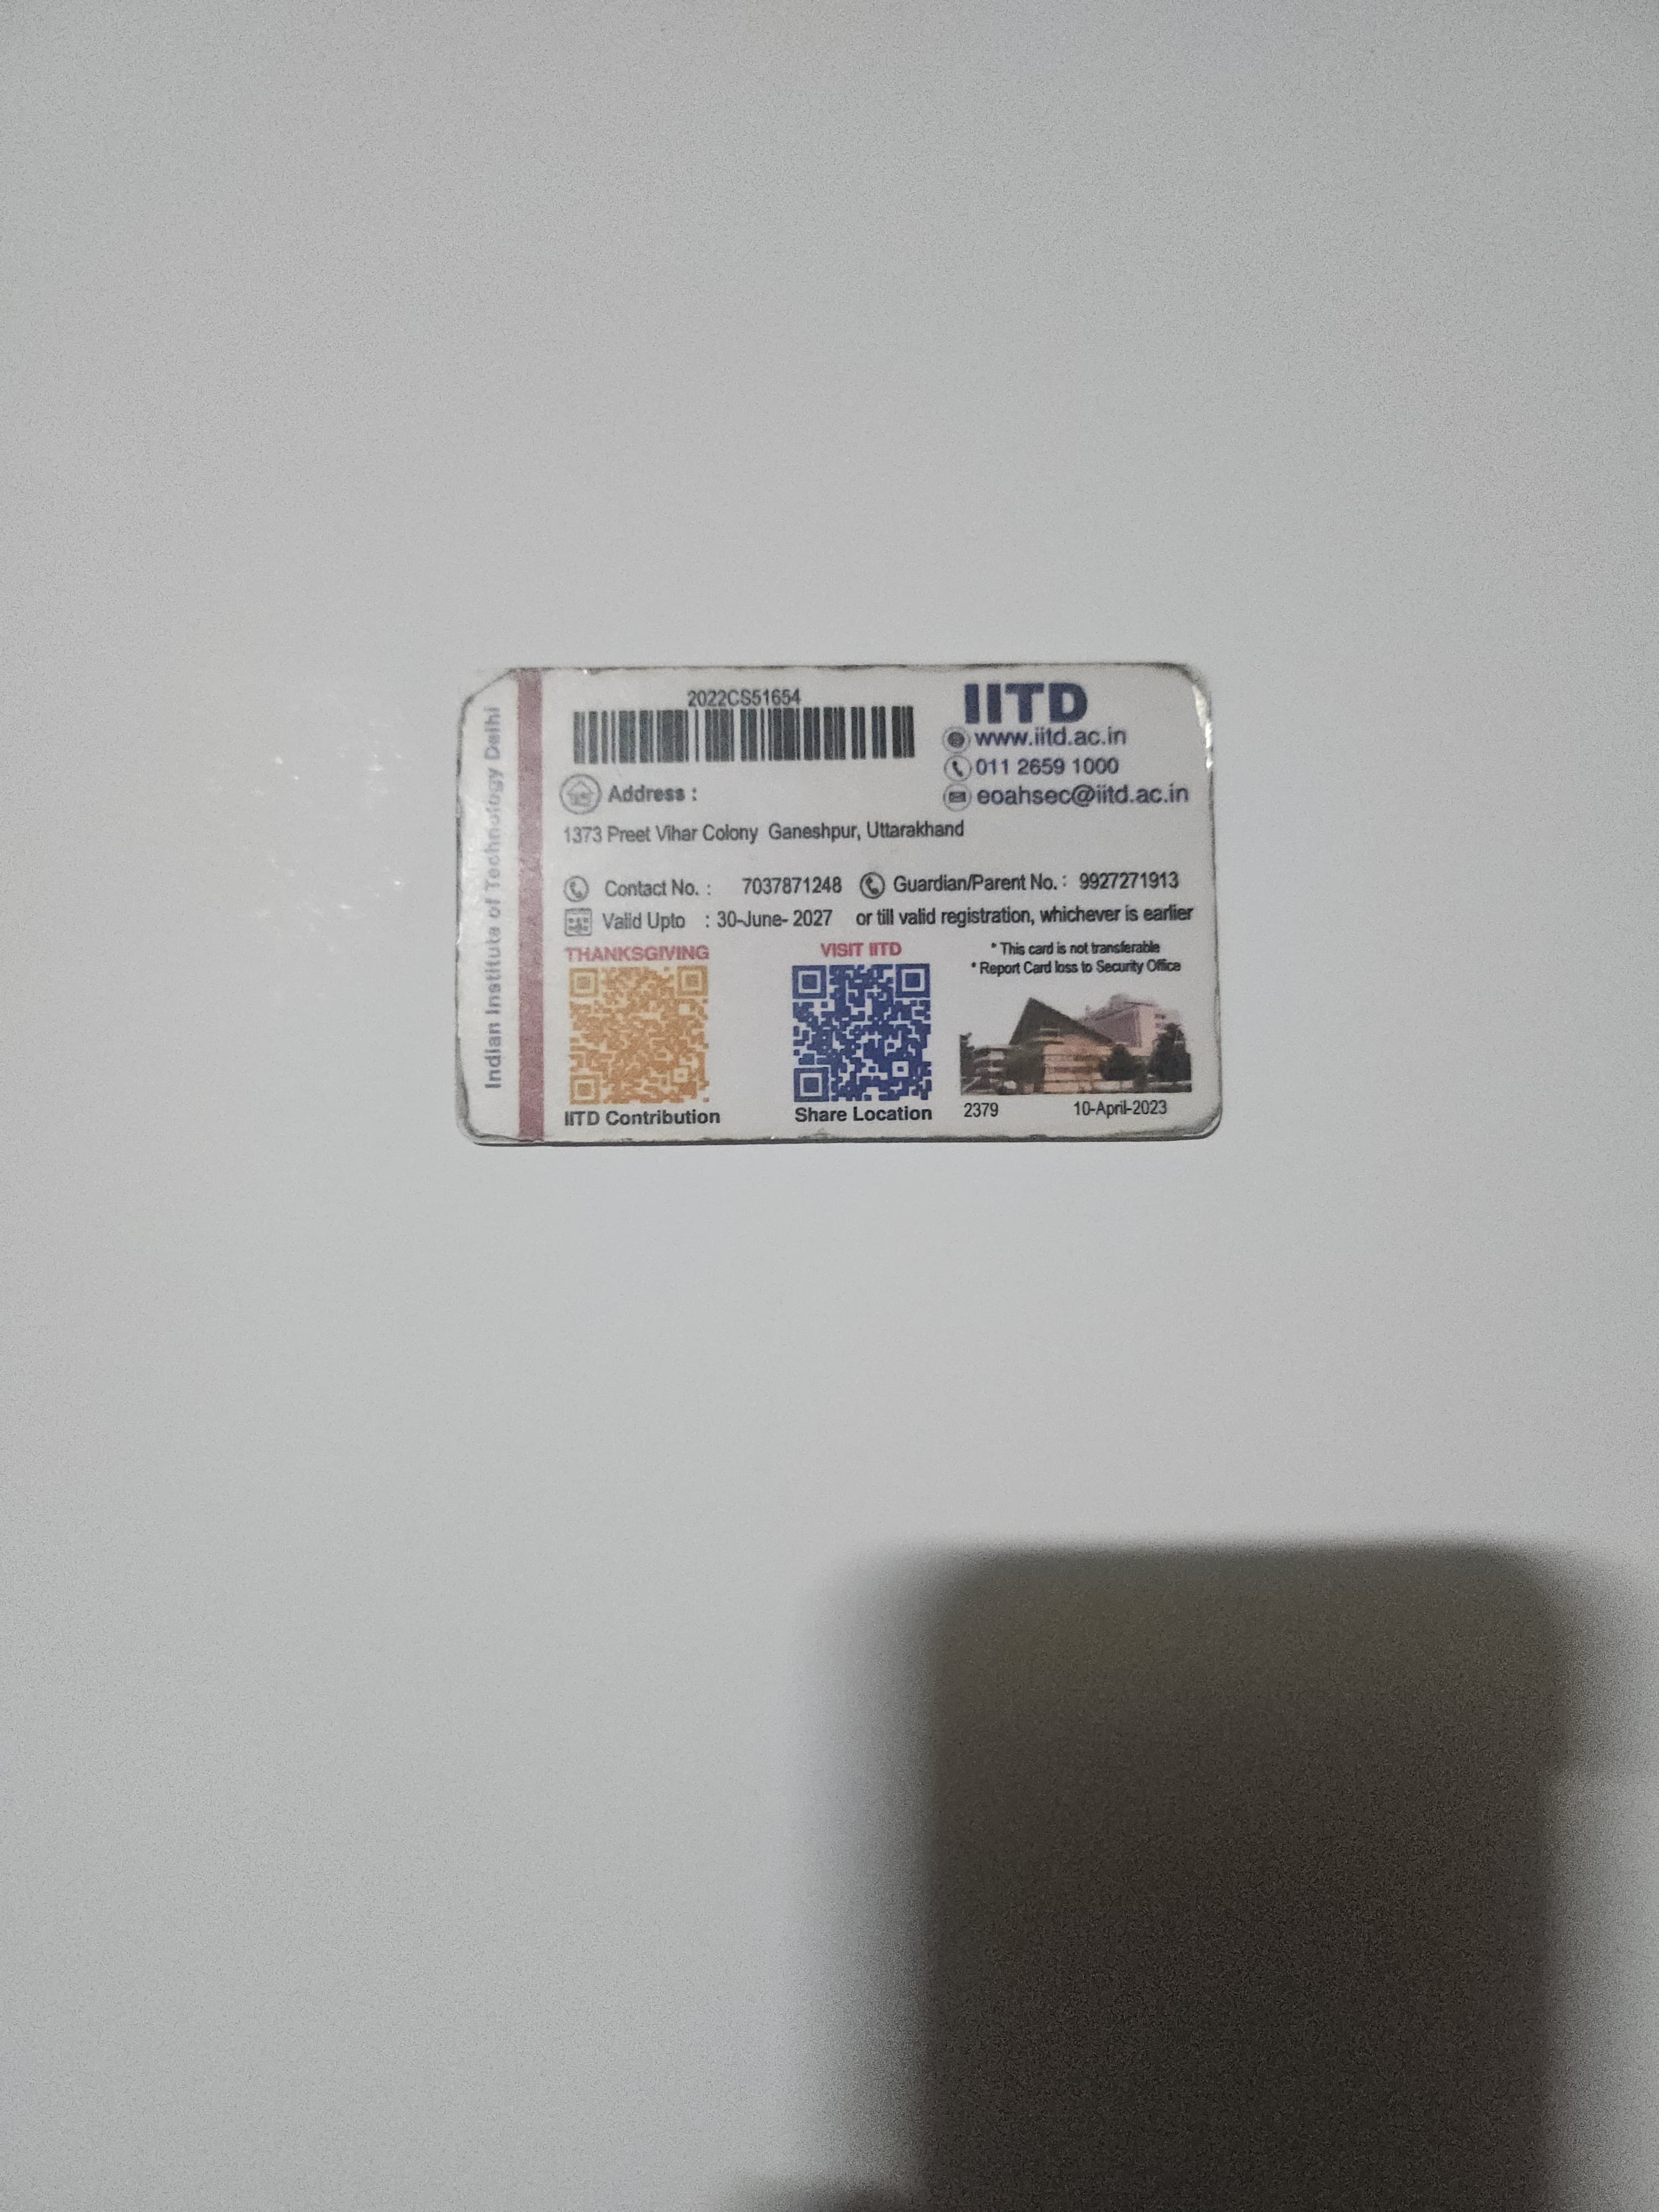 Indian Institute of Technology Delhi
2022CS51654
IITD
www.iitd.ac.in
011 2659 1000
eoahsec@iitd.ac.in
Address :
1373 Preet Vihar Colony Ganeshpur, Uttarakhand
Contact No. : 7037871248 Guardian/Parent No. : 9927271913
Valid Upto : 30-June- 2027 or till valid registration, whichever is earlier
THANKSGIVING
IITD Contribution
VISIT IITD
Share Location
* This card is not transferable
* Report Card loss to Security Office
2379 10-April-2023